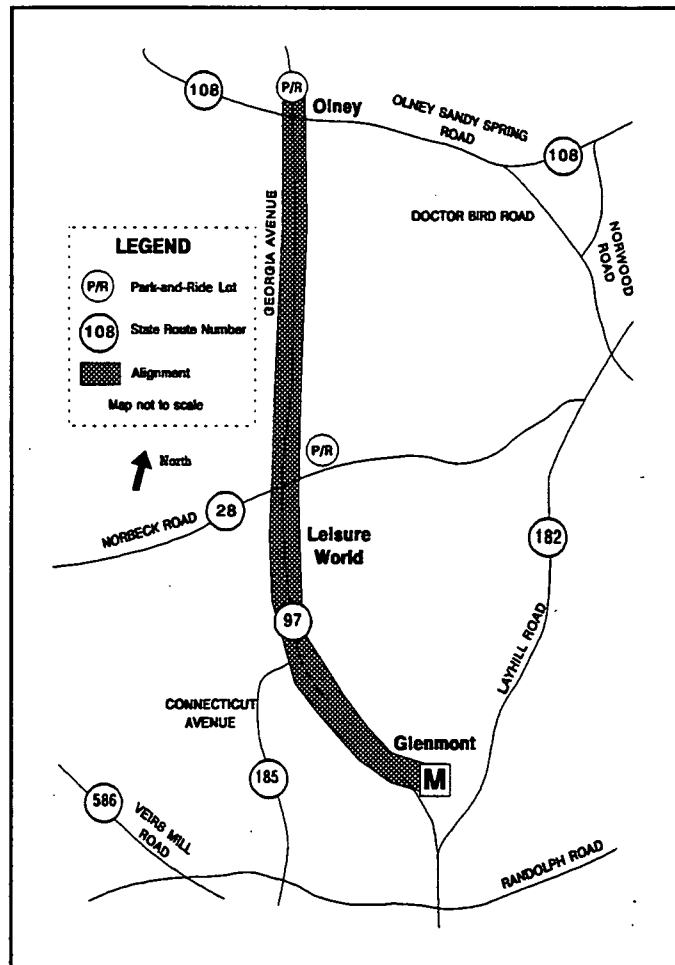 108
P/R
Olney
OLNEY SANDY SPRING
ROAD
108
DOCTOR BIRD ROAD
NORWOOD
ROAD
GEORGIA AVENUE
LEGEND
P/R Park-and-Ride Lot
108 State Route Number
Alignment
Map not to scale
North
P/R
28
NORBECK ROAD
Leisure
World
182
97
LAYHILL ROAD
CONNECTICUT
AVENUE
Glenmont
M
185
586
VEIRS MILL
ROAD
RANDOLPH ROAD